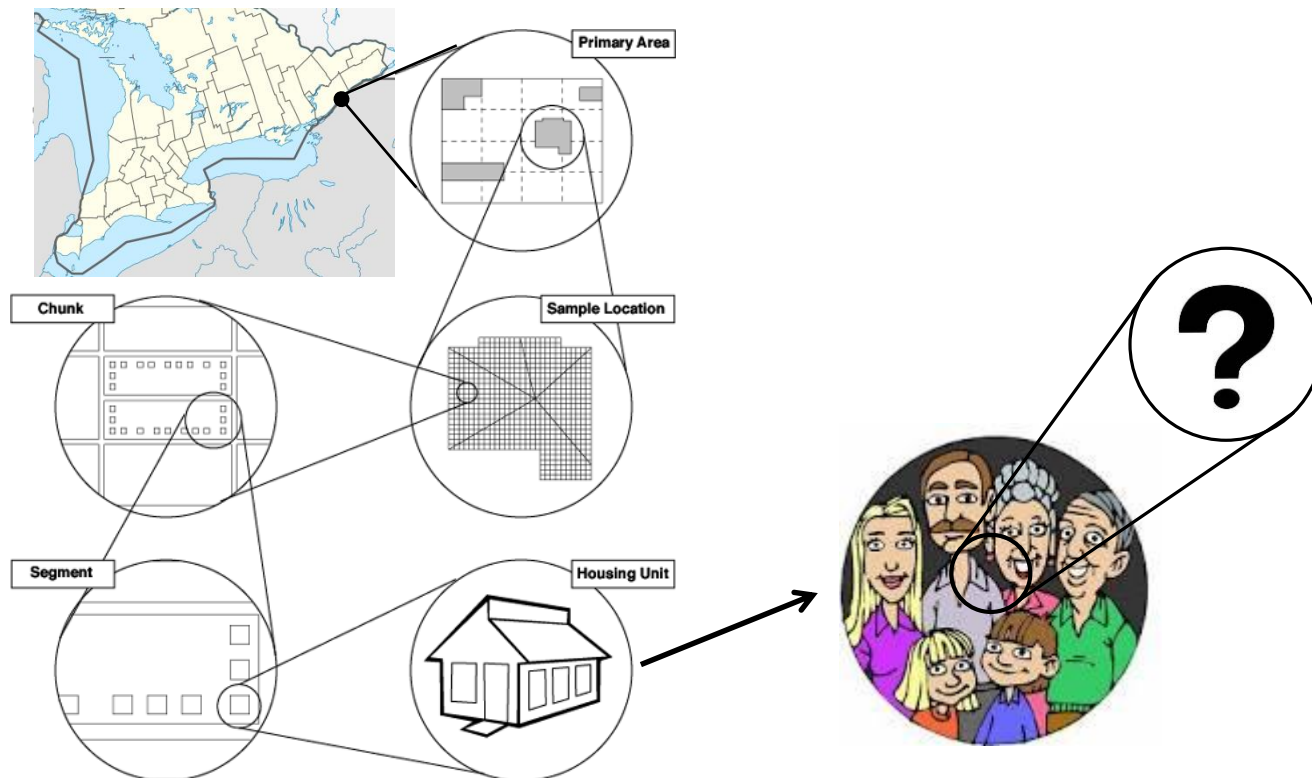 Primary Area
Chunk
Sample Location
Segment
Housing Unit
?